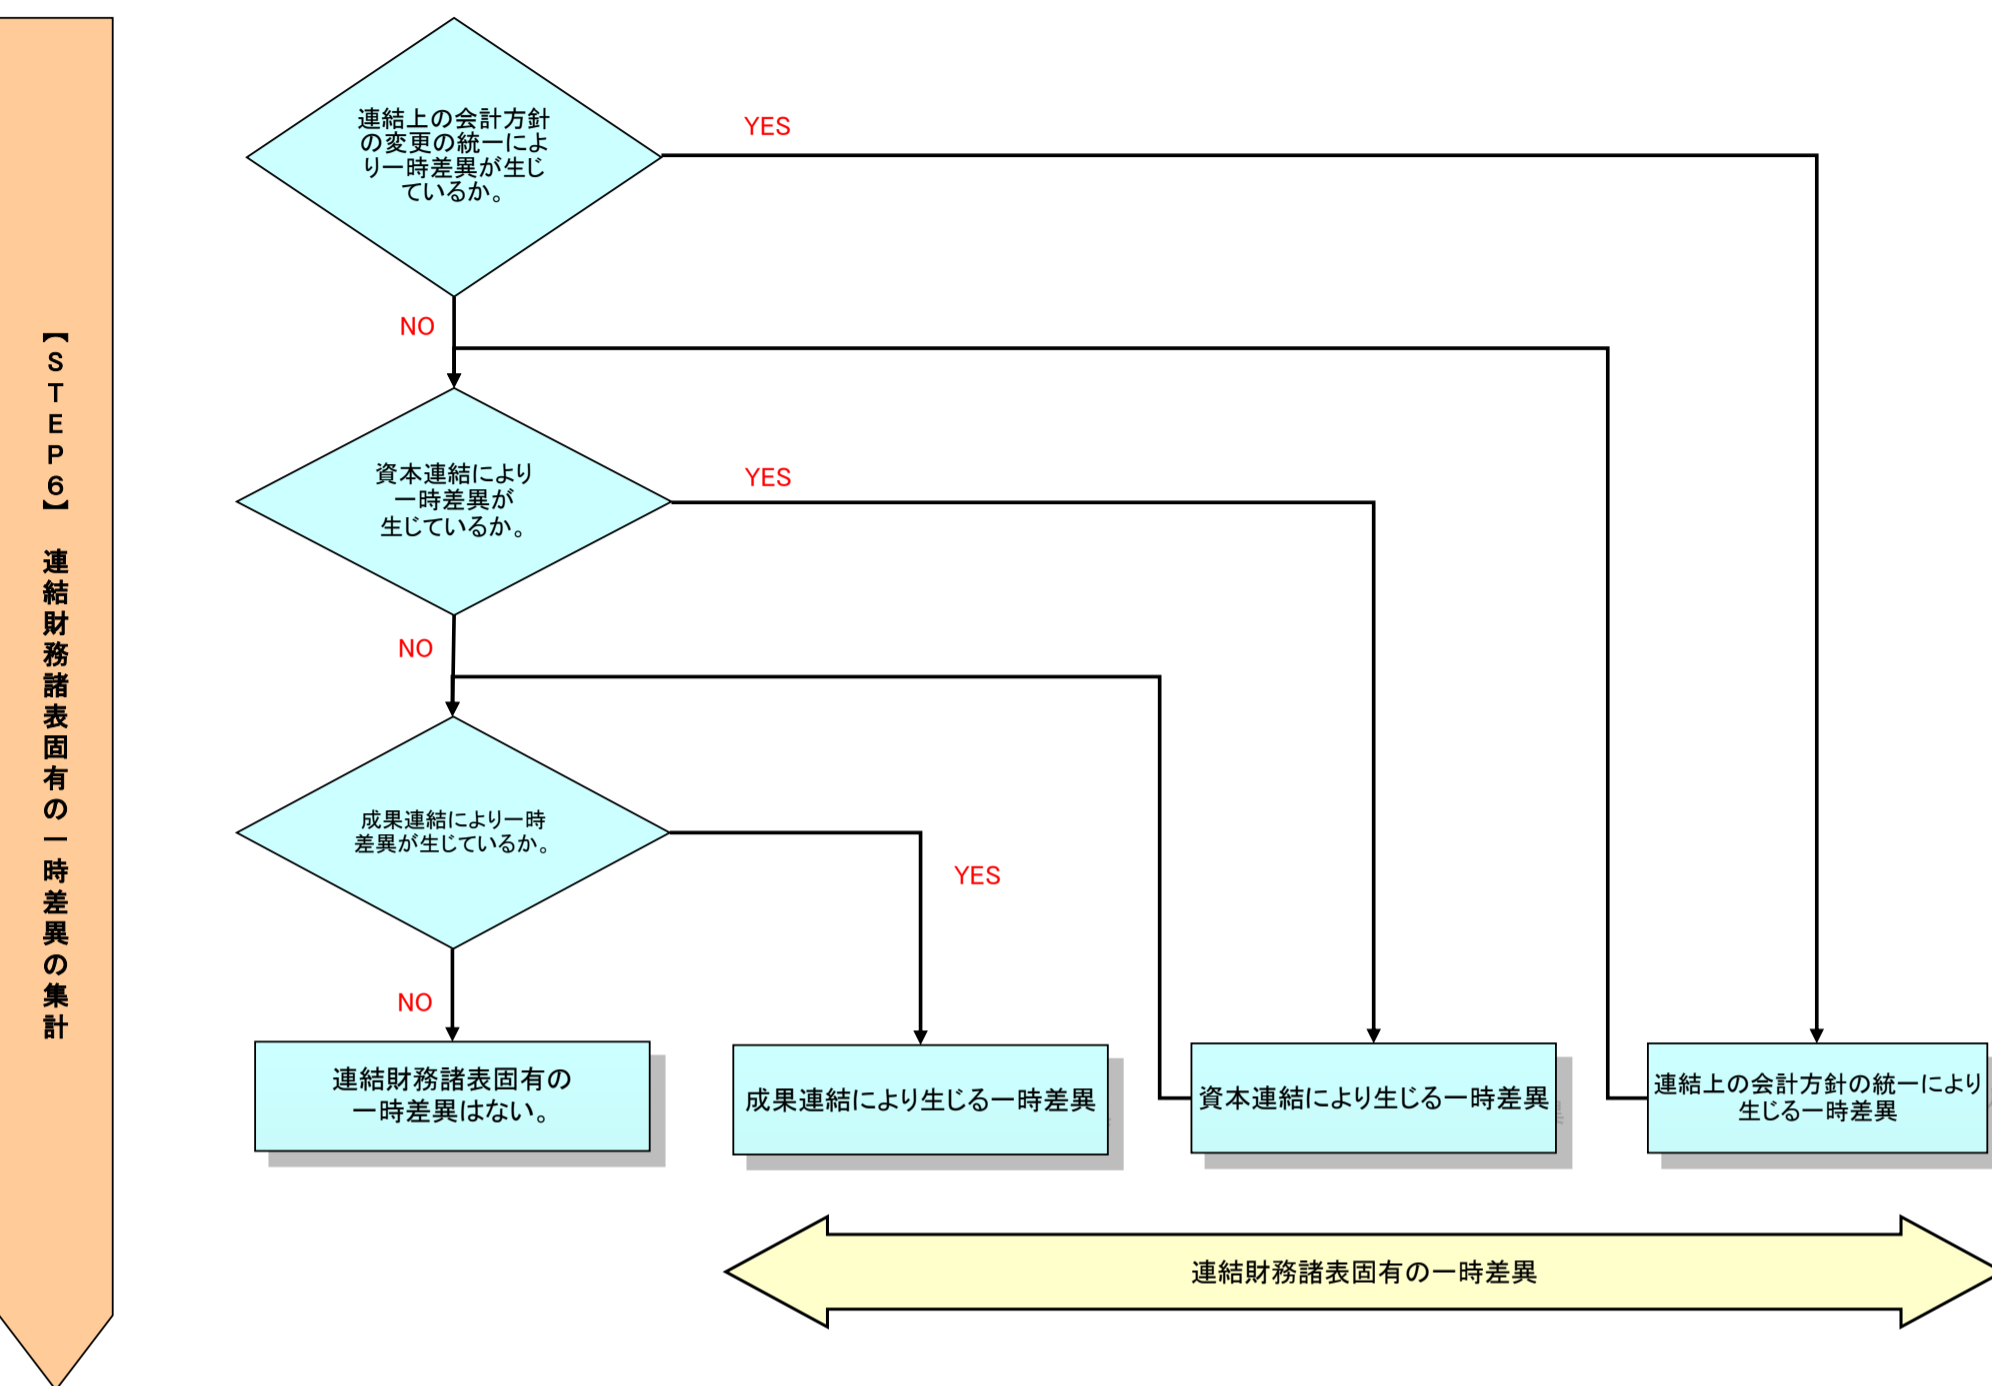 【STEP6】 連結財務諸表固有の一時差異の集計
連結上の会計方針
の変更の統一によ
り一時差異が生じ
ているか。
YES
NO
資本連結により
一時差異が
生じているか。
YES
NO
成果連結により一時
差異が生じているか。
YES
NO
連結財務諸表固有の
一時差異はない。
成果連結により生じる一時差異
資本連結により生じる一時差異
連結上の会計方針の統一により
生じる一時差異
連結財務諸表固有の一時差異